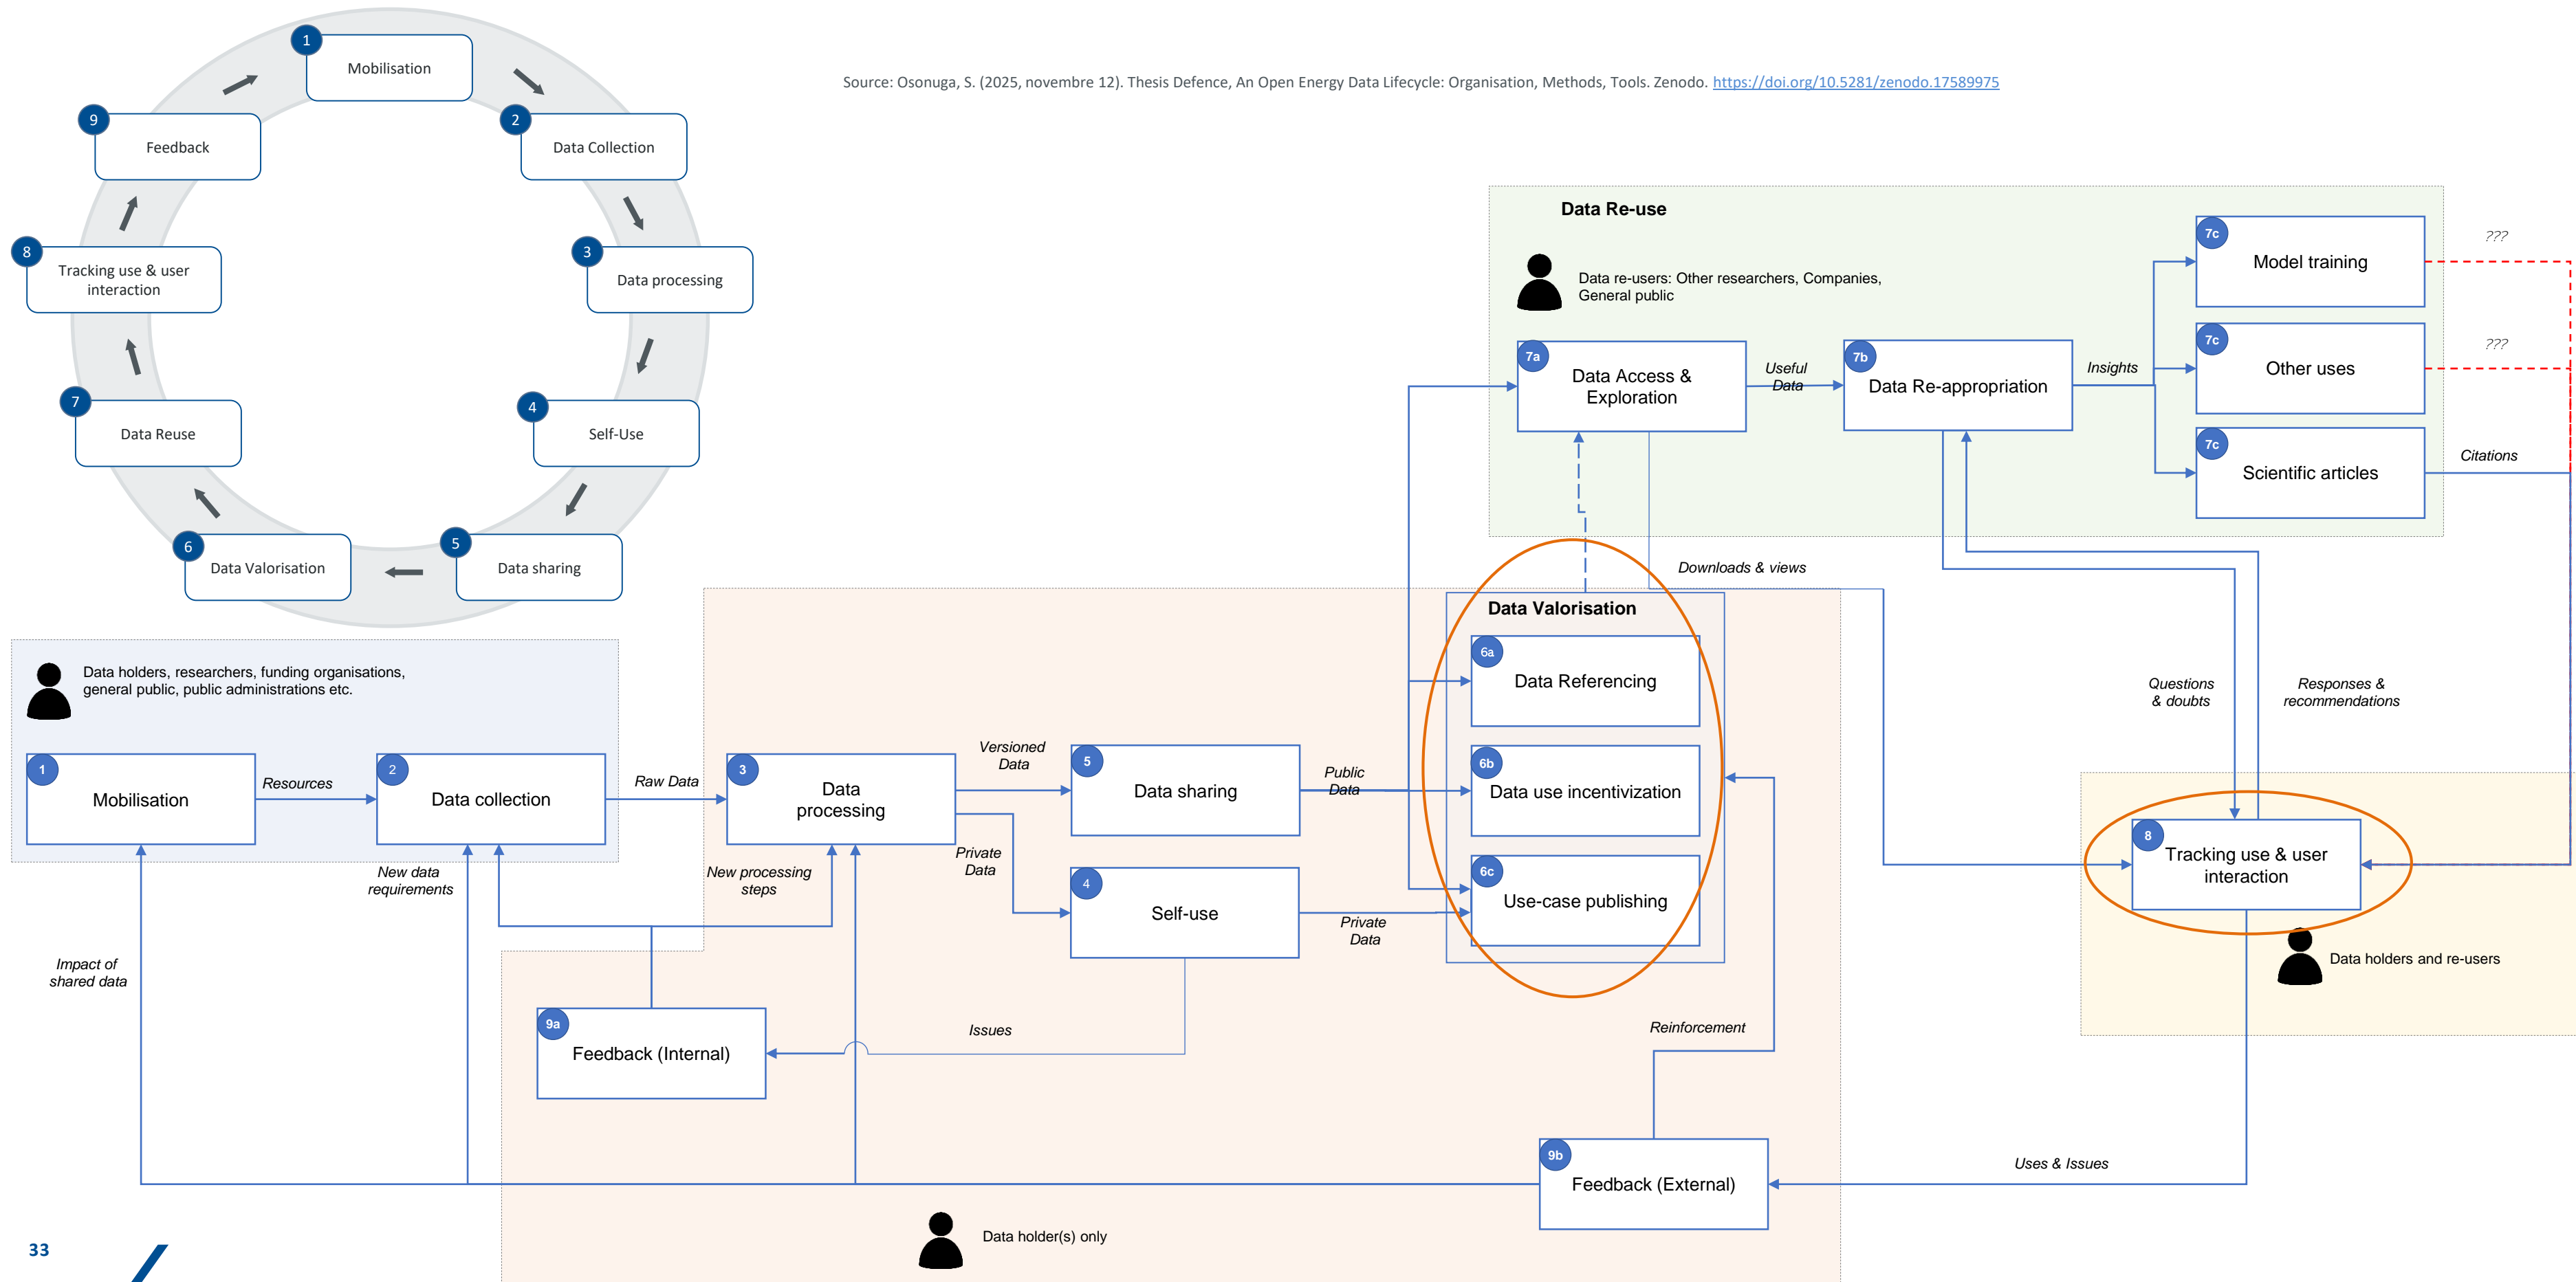 Source: Osonuga, S. (2025, novembre 12). Thesis Defence, An Open Energy Data Lifecycle: Organisation, Methods, Tools. Zenodo. https://doi.org/10.5281/zenodo.17589975
1
Mobilisation
2
Data Collection
3
Data processing
4
Self-Use
5
Data sharing
6
Data Valorisation
7
Data Reuse
8
Tracking use & user
interaction
9
Feedback
Data Re-use
Data re-users: Other researchers, Companies,
General public
7a
Data Access &
Exploration
Useful
Data
7b
Data Re-appropriation
Insights
7c
Model training
???
7c
Other uses
???
7c
Scientific articles
Citations
Downloads & views
Data holders, researchers, funding organisations,
general public, public administrations etc.
1
Mobilisation
Resources
2
Data collection
Raw Data
3
Data
processing
Versioned
Data
5
Data sharing
Public
Data
Private
Data
4
Self-use
Private
Data
Data Valorisation
6a
Data Referencing
6b
Data use incentivization
6c
Use-case publishing
Questions
& doubts
Responses &
recommendations
8
Tracking use & user
interaction
Data holders and re-users
New data
requirements
New processing
steps
Impact of
shared data
9a
Feedback (Internal)
Issues
Reinforcement
9b
Feedback (External)
Uses & Issues
Data holder(s) only
33